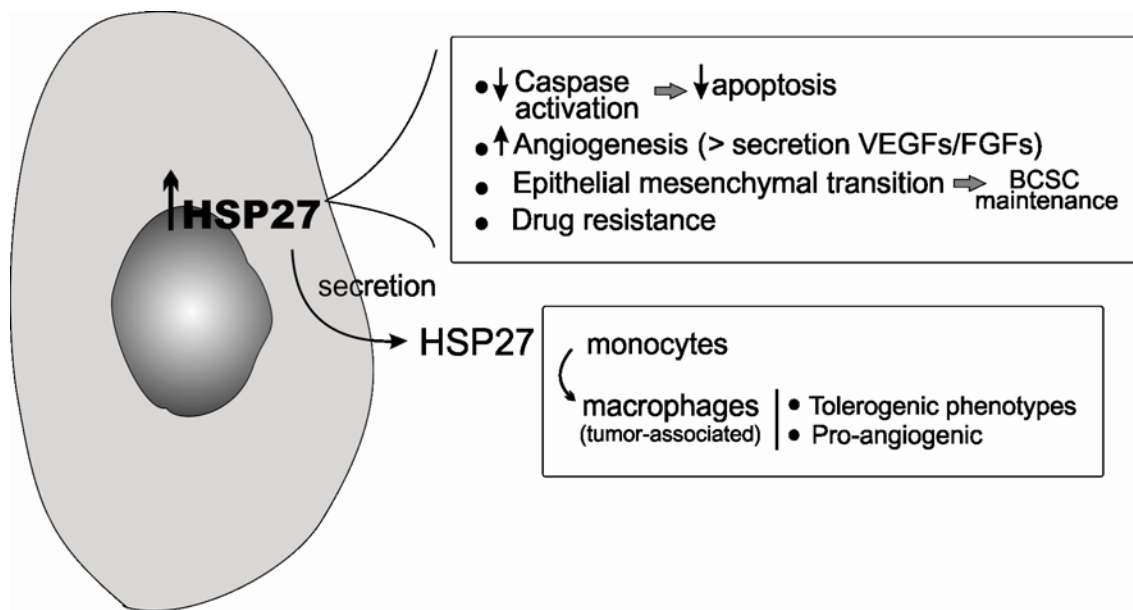 ↑HSP27
secretion
HSP27
• ↓ Caspase activation ⇒ ↓ apoptosis
• ↑ Angiogenesis (> secretion VEGFs/FGFs)
• Epithelial mesenchymal transition ⇒ BCSC maintenance
• Drug resistance
monocytes
macrophages
(tumor-associated)
• Tolerogenic phenotypes
• Pro-angiogenic